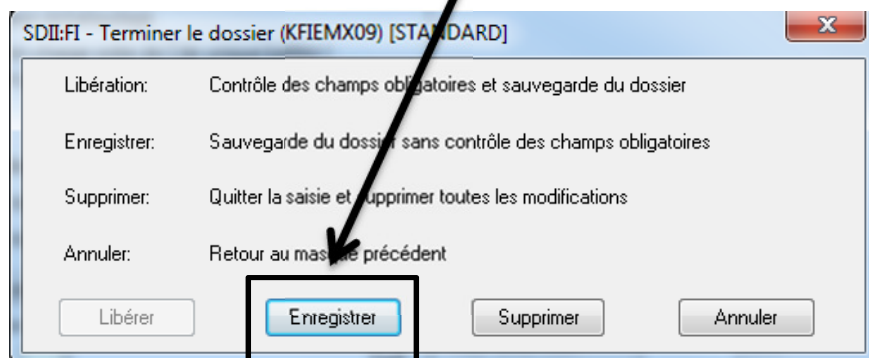 SDII:FI - Terminer le dossier (KFIEMX09) [STANDARD]
Libération: Contrôle des champs obligatoires et sauvegarde du dossier
Enregistrer: Sauvegarde du dossier sans contrôle des champs obligatoires
Supprimer: Quitter la saisie et supprimer toutes les modifications
Annuler: Retour au masque précédent
Libérer Enregistrer Supprimer Annuler